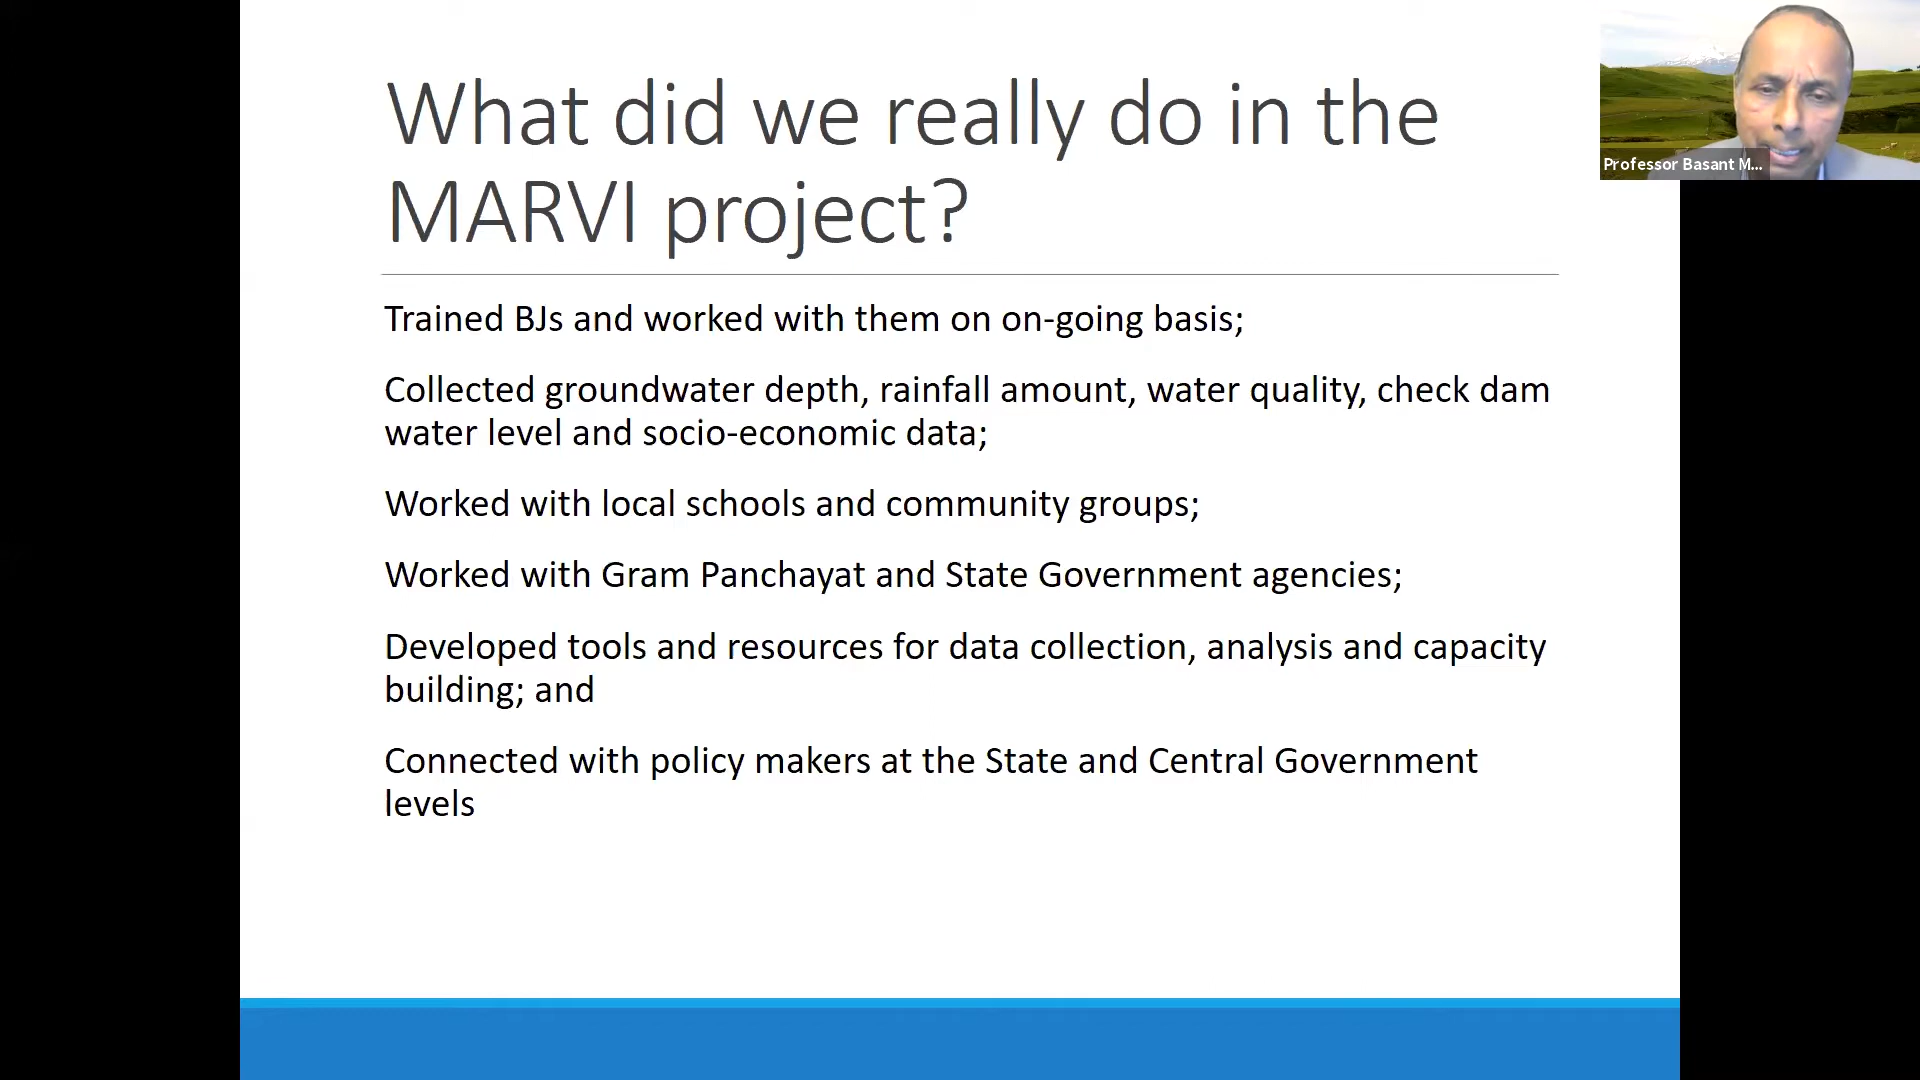 What did we really do in the
MARVI project?
Trained BJs and worked with them on on-going basis;
Collected groundwater depth, rainfall amount, water quality, check dam
water level and socio-economic data;
Worked with local schools and community groups;
Worked with Gram Panchayat and State Government agencies;
Developed tools and resources for data collection, analysis and capacity
building; and
Connected with policy makers at the State and Central Government
levels
Professor Basant M...